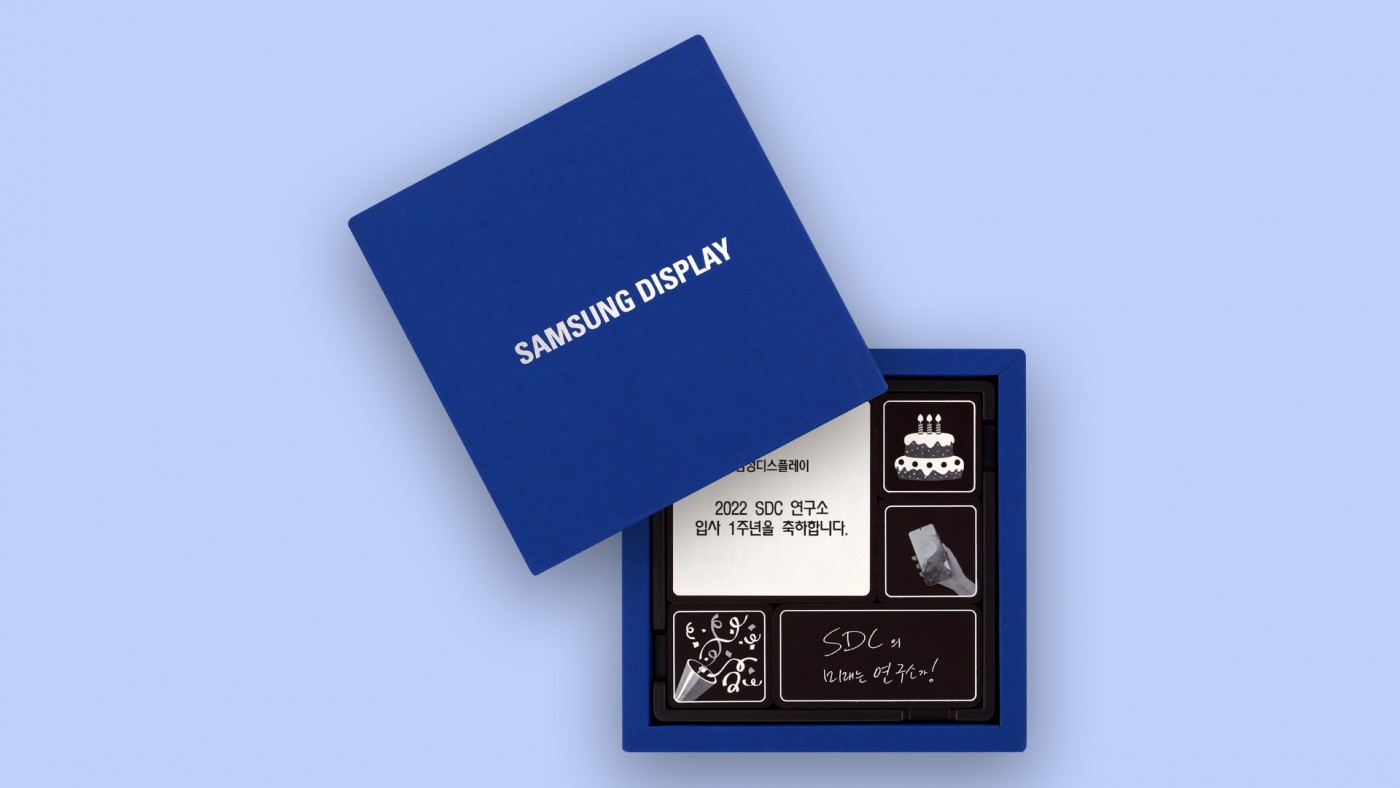 SAMSUNG DISPLAY
디스플레이
2022 SDC 연구소
입사 1주년을 축하합니다.
SDC의
미래는 연구소가!